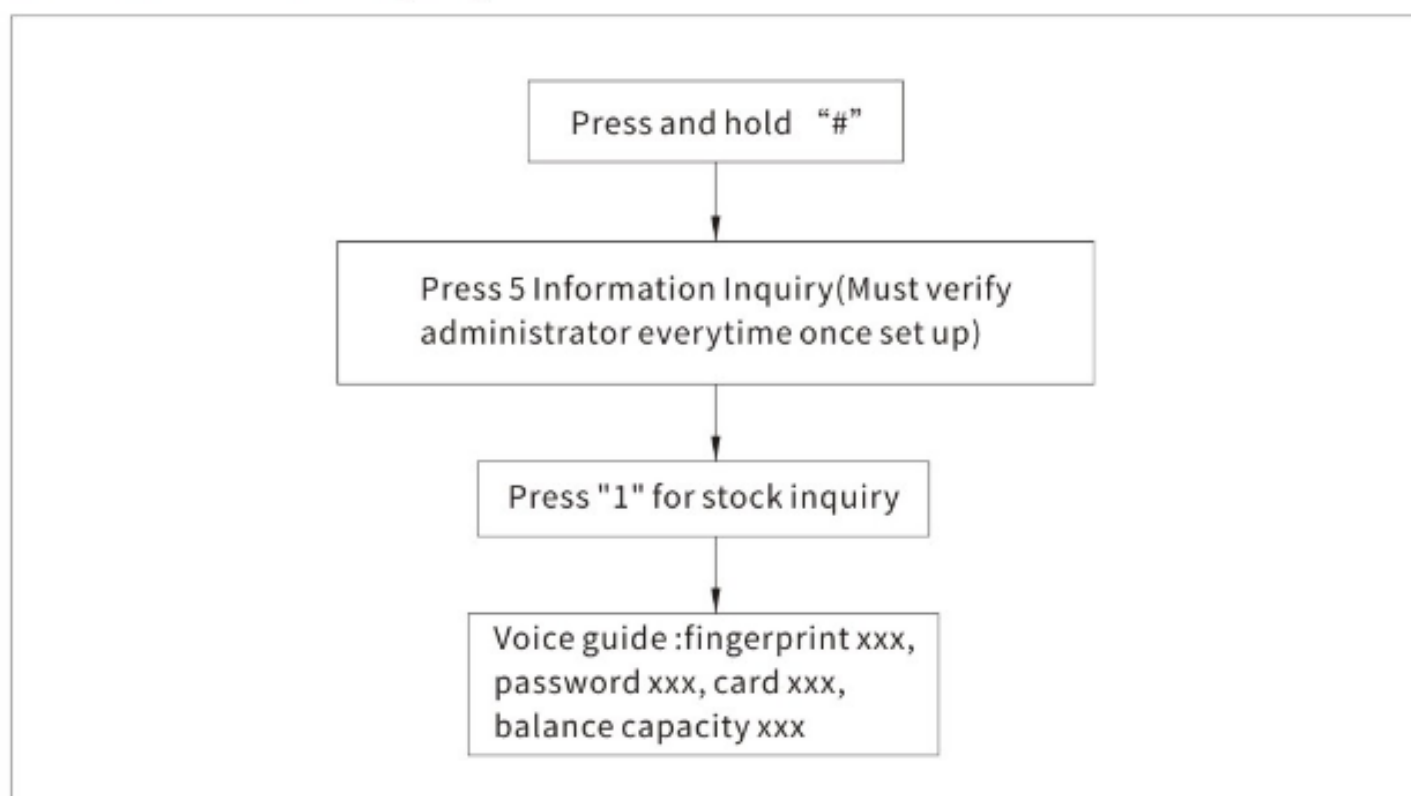 Press and hold “#”
Press 5 Information Inquiry(Must verify
administrator everytime once set up)
Press "1" for stock inquiry
Voice guide :fingerprint xxx,
password xxx, card xxx,
balance capacity xxx